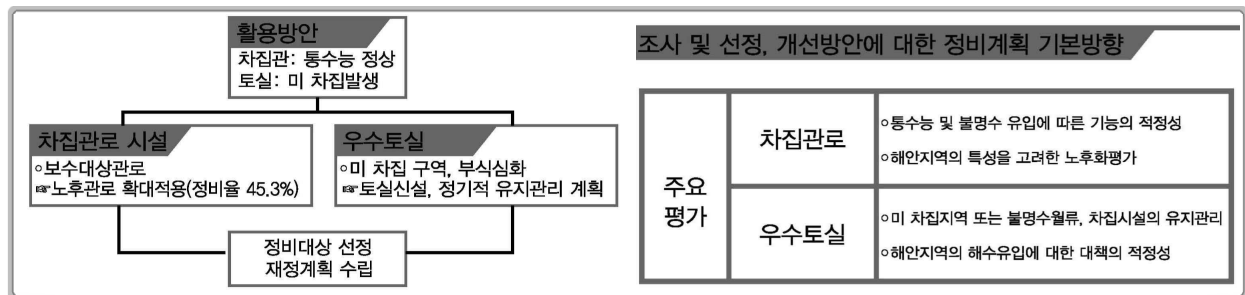 활용방안
차집관: 통수능 정상
토실: 미 차집발생
차집관로 시설
○보수대상관로
☞노후관로 확대적용(정비율 45.3%)
우수토실
○미 차집 구역, 부식심화
☞토실신설, 정기적 유지관리 계획
정비대상 선정
재정계획 수립
조사 및 선정, 개선방안에 대한 정비계획 기본방향
주요
평가
차집관로
○통수능 및 불명수 유입에 따른 기능의 적정성
○해안지역의 특성을 고려한 노후화평가
우수토실
○미 차집지역 또는 불명수월류, 차집시설의 유지관리
○해안지역의 해수유입에 대한 대책의 적정성